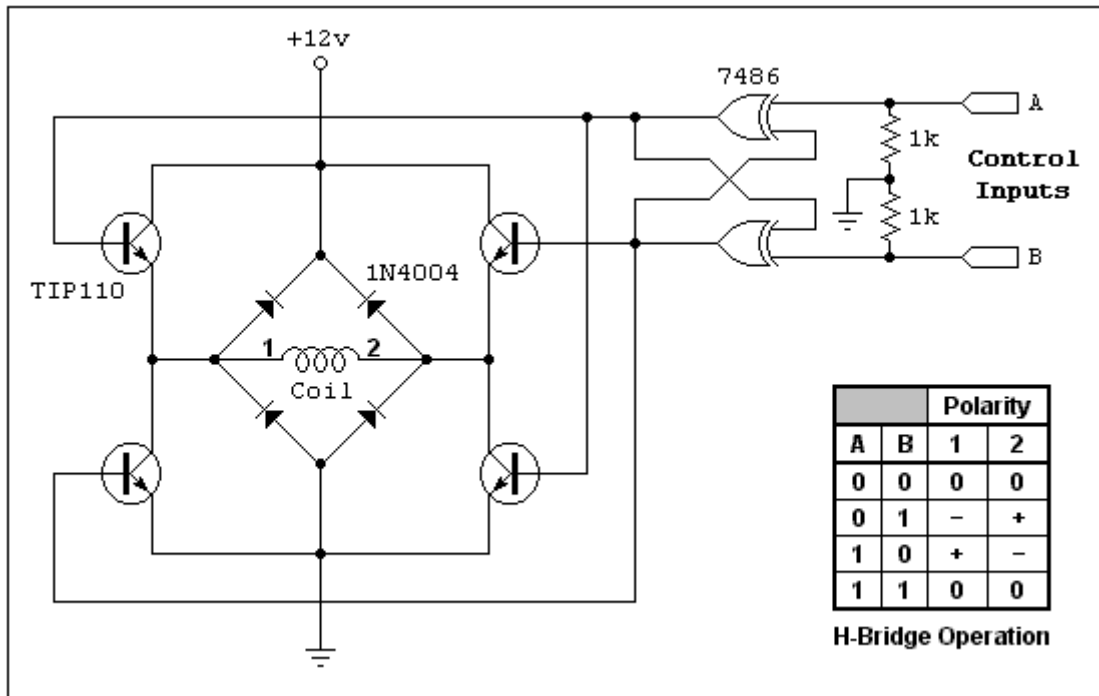 +12v
7486
A
1k
Control
Inputs
1k
B
TIP110
1N4004
1 2
Coil
Polarity
A B 1 2
0 0 0 0
0 1 – +
1 0 + –
1 1 0 0
H-Bridge Operation